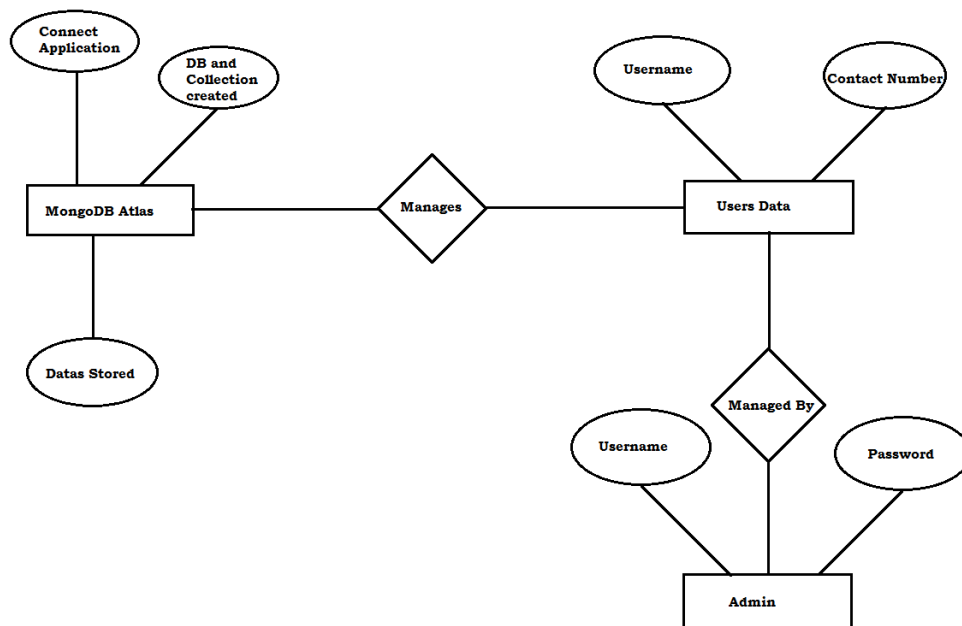 Connect
Application
DB and
Collection
created
Username
Contact Number
MongoDB Atlas
Manages
Users Data
Datas Stored
Managed By
Username
Password
Admin